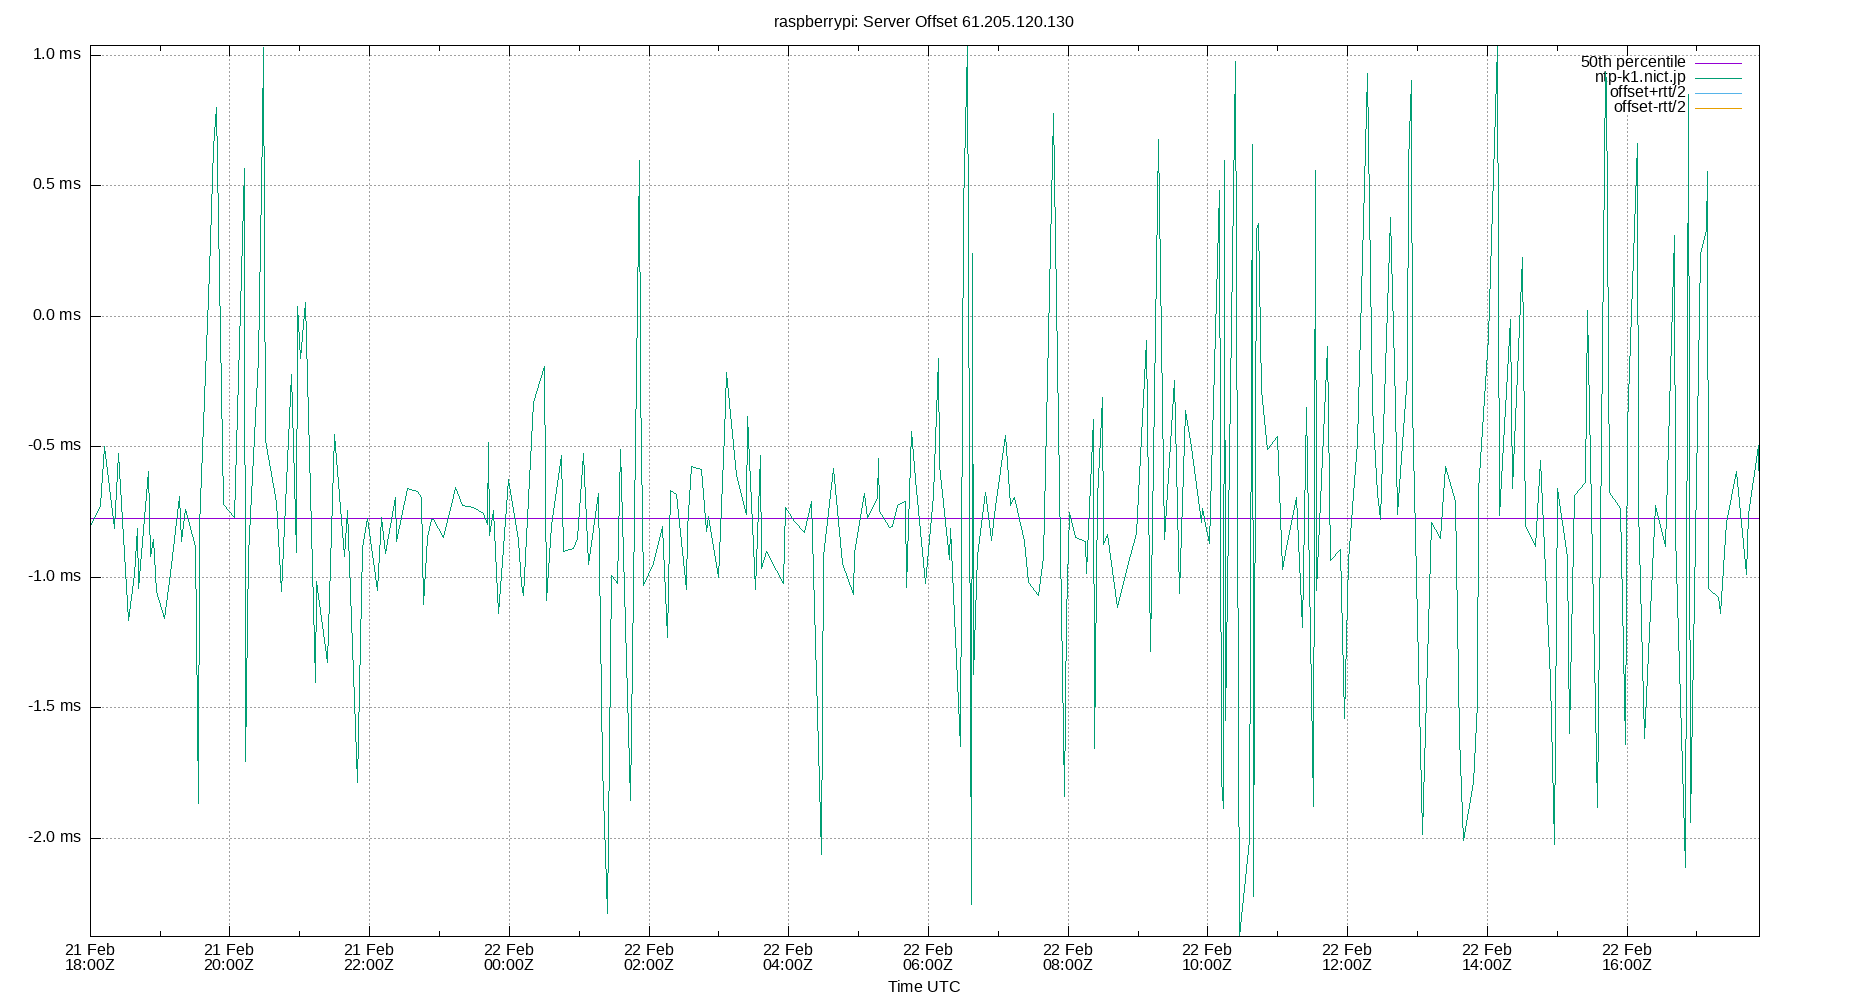 raspberrypi: Server Offset 61.205.120.130
1.0 ms
0.5 ms
0.0 ms
-0.5 ms
-1.0 ms
-1.5 ms
-2.0 ms
50th percentile
ntp-k1.nict.jp
offset+rtt/2
offset-rtt/2
21 Feb 21 Feb 21 Feb 22 Feb 22 Feb 22 Feb 22 Feb 22 Feb 22 Feb 22 Feb 22 Feb 22 Feb
18:00Z 20:00Z 22:00Z 00:00Z 02:00Z 04:00Z 06:00Z 08:00Z 10:00Z 12:00Z 14:00Z 16:00Z
Time UTC